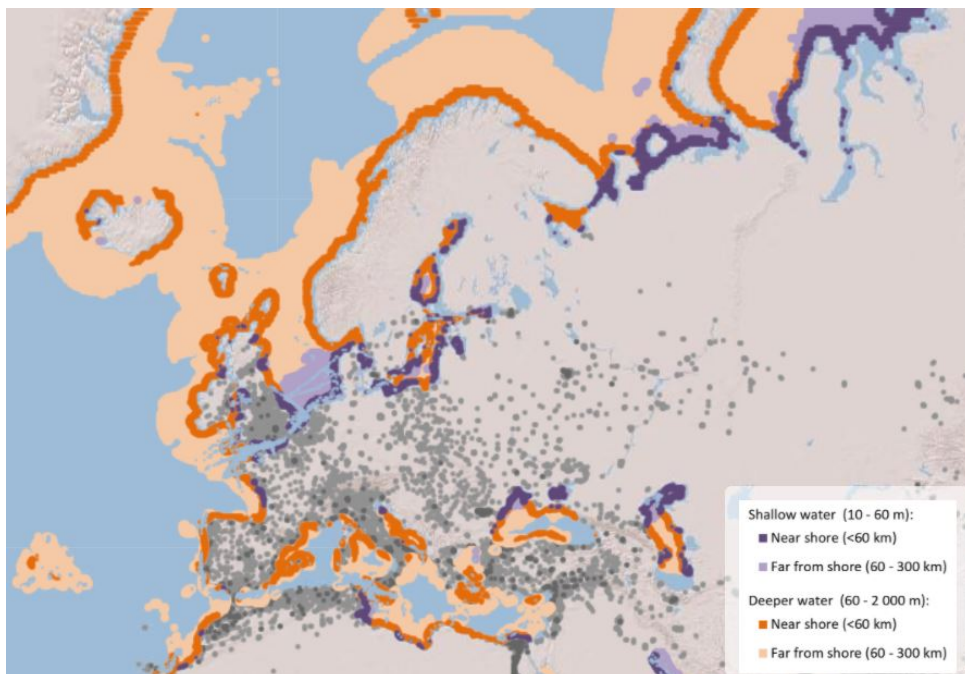 Shallow water (10 - 60 m):
Near shore (<60 km)
Far from shore (60 - 300 km)
Deeper water (60 - 2 000 m):
Near shore (<60 km)
Far from shore (60 - 300 km)